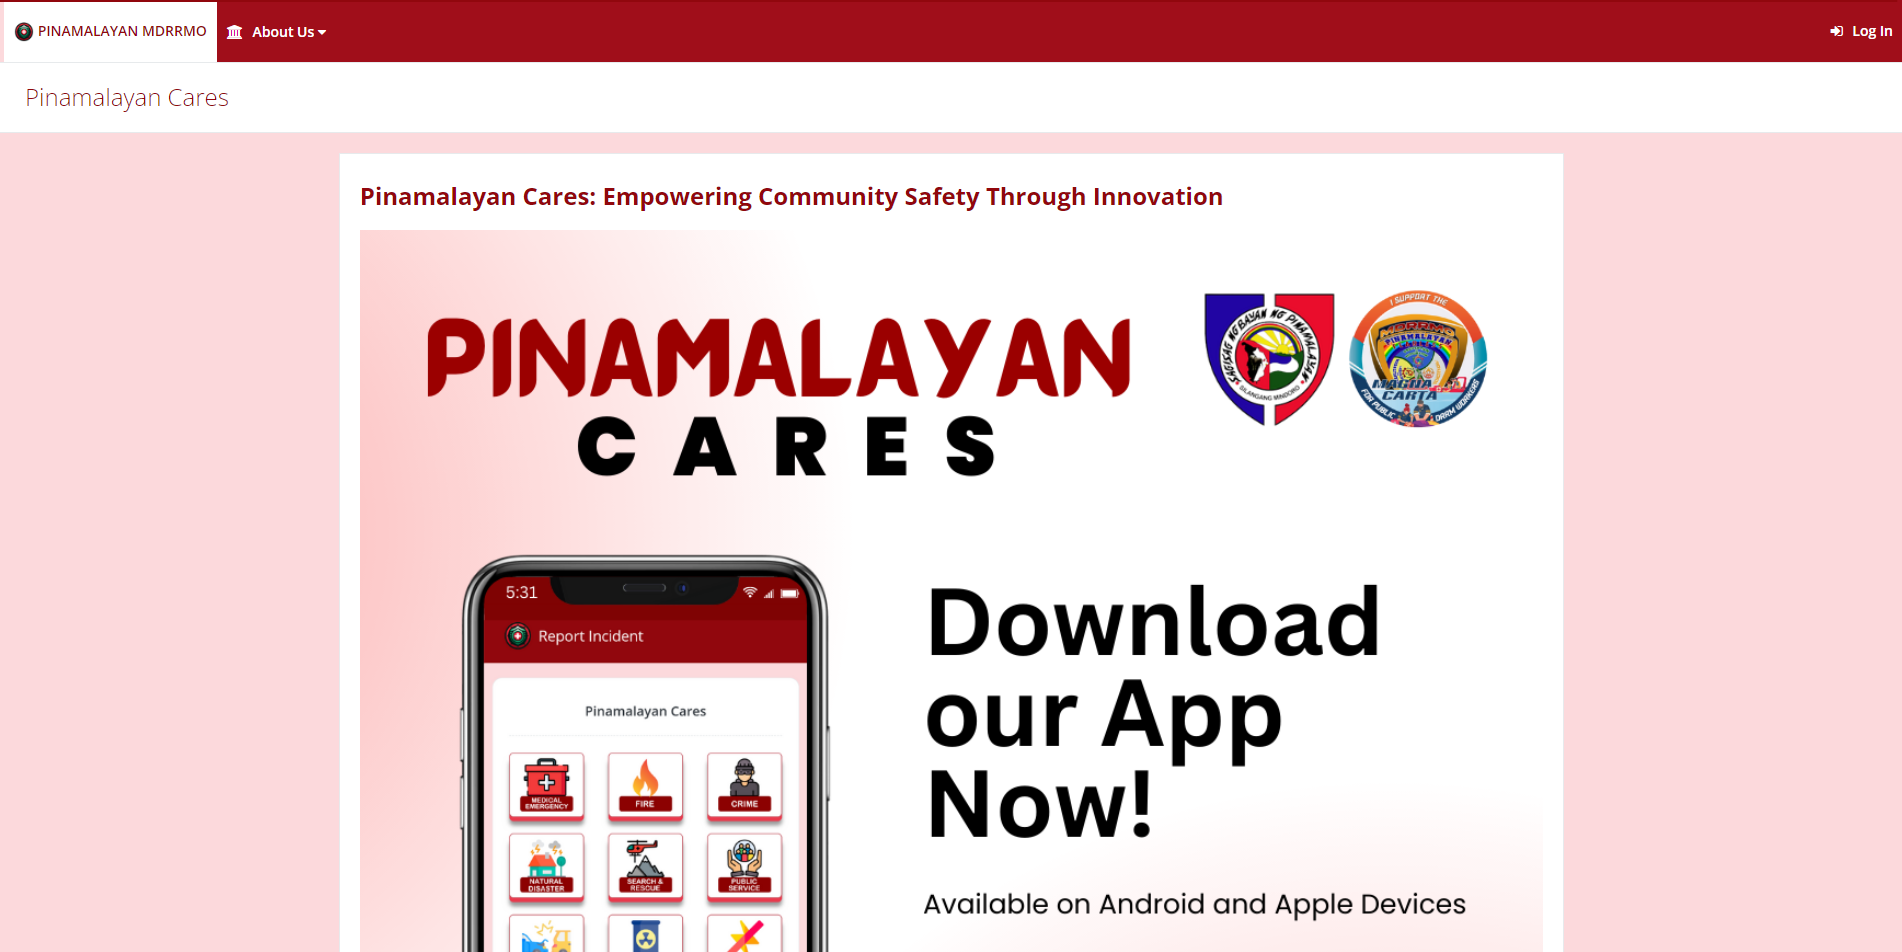 PINAMALAYAN MDRRMO
About Us
Log In
Pinamalayan Cares
Pinamalayan Cares: Empowering Community Safety Through Innovation
PINAMALAYAN
CARES
SAGISAG NG BAYAN NG PINAMALAYAN
SILANGANG MINDORO
I SUPPORT THE
MDRRMO
PINAMALAYAN
MAGNA
CARTA
FOR PUBLIC DRRM WORKERS
5:31
Report Incident
Pinamalayan Cares
MEDICAL
EMERGENCY
FIRE
CRIME
NATURAL
DISASTER
SEARCH &
RESCUE
PUBLIC
SERVICE
Download
our App
Now!
Available on Android and Apple Devices